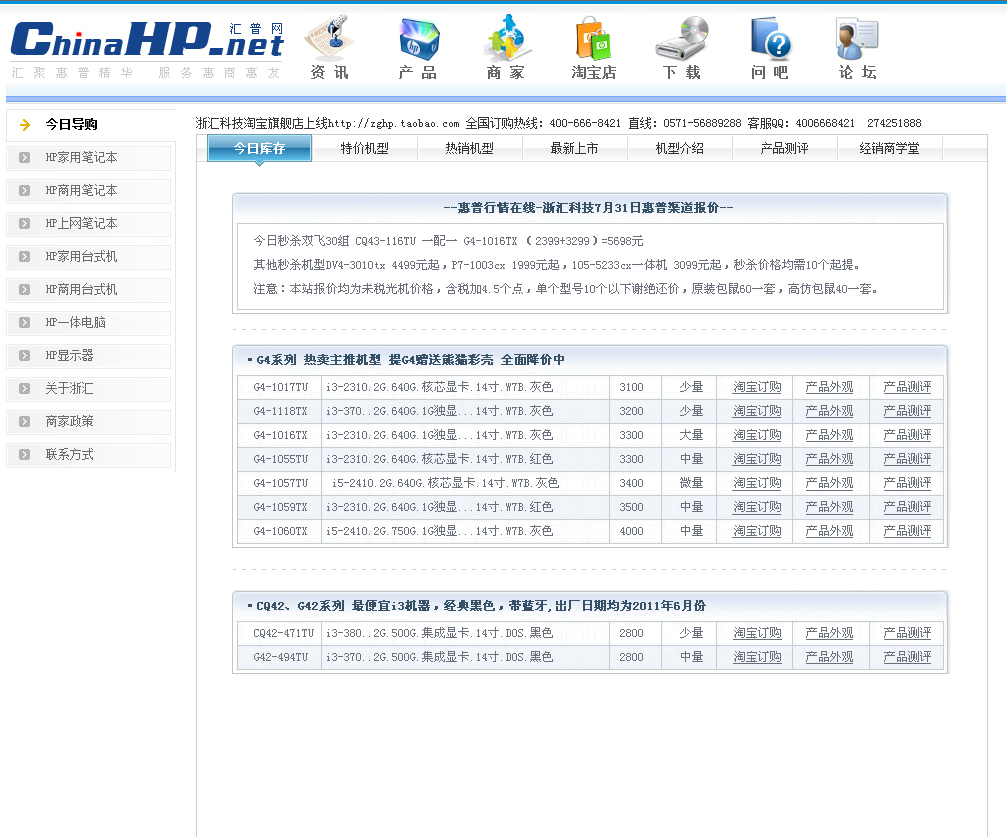 汇普网
ChinaHP.net
汇聚惠普精华 服务惠商惠友
资讯 产品 商家 淘宝店 下载 问吧 论坛
今日导购
HP家用笔记本
HP商用笔记本
HP上网笔记本
HP家用台式机
HP商用台式机
HP一体电脑
HP显示器
关于浙汇
商家政策
联系方式
浙汇科技淘宝旗舰店上线http://zghp.taobao.com 全国订购热线: 400-666-8421 直线: 0571-56889288 客服QQ: 4006668421 274251888
今日库存 特价机型 热销机型 最新上市 机型介绍 产品测评 经销商学堂
--惠普行情在线-浙汇科技7月31日惠普渠道报价--
今日秒杀双飞30组 CQ43-116TU 一配一 G4-1016TX (2399+3299)=5698元
其他秒杀机型DV4-3010tx 4499元起,P7-1003cx 1999元起,105-5233cx一体机 3099元起,秒杀价格均需10个起提。
注意:本站报价均为未税光机价格,含税加4.5个点,单个型号10个以下谢绝还价,原装包鼠60一套,高仿包鼠40一套。
▪G4系列 热卖主推机型 提G4赠送熊猫彩壳 全面降价中
G4-1017TU i3-2310.2G.640G.核芯显卡.14寸.W7B.灰色 3100 少量 淘宝订购 产品外观 产品测评
G4-1118TX i3-370..2G.640G.1G独显...14寸.W7B.灰色 3200 少量 淘宝订购 产品外观 产品测评
G4-1016TX i3-2310.2G.640G.1G独显...14寸.W7B.灰色 3300 大量 淘宝订购 产品外观 产品测评
G4-1055TU i3-2310.2G.640G.核芯显卡.14寸.W7B.红色 3300 中量 淘宝订购 产品外观 产品测评
G4-1057TU i5-2410.2G.640G.核芯显卡.14寸.W7B.灰色 3400 微量 淘宝订购 产品外观 产品测评
G4-1059TX i3-2310.2G.640G.1G独显...14寸.W7B.红色 3500 中量 淘宝订购 产品外观 产品测评
G4-1060TX i5-2410.2G.750G.1G独显...14寸.W7B.灰色 4000 中量 淘宝订购 产品外观 产品测评
▪CQ42、G42系列 最便宜i3机器,经典黑色,带蓝牙,出厂日期均为2011年6月份
CQ42-471TU i3-380..2G.500G.集成显卡.14寸.DOS.黑色 2800 少量 淘宝订购 产品外观 产品测评
G42-494TU i3-370..2G.500G.集成显卡.14寸.DOS.黑色 2800 中量 淘宝订购 产品外观 产品测评